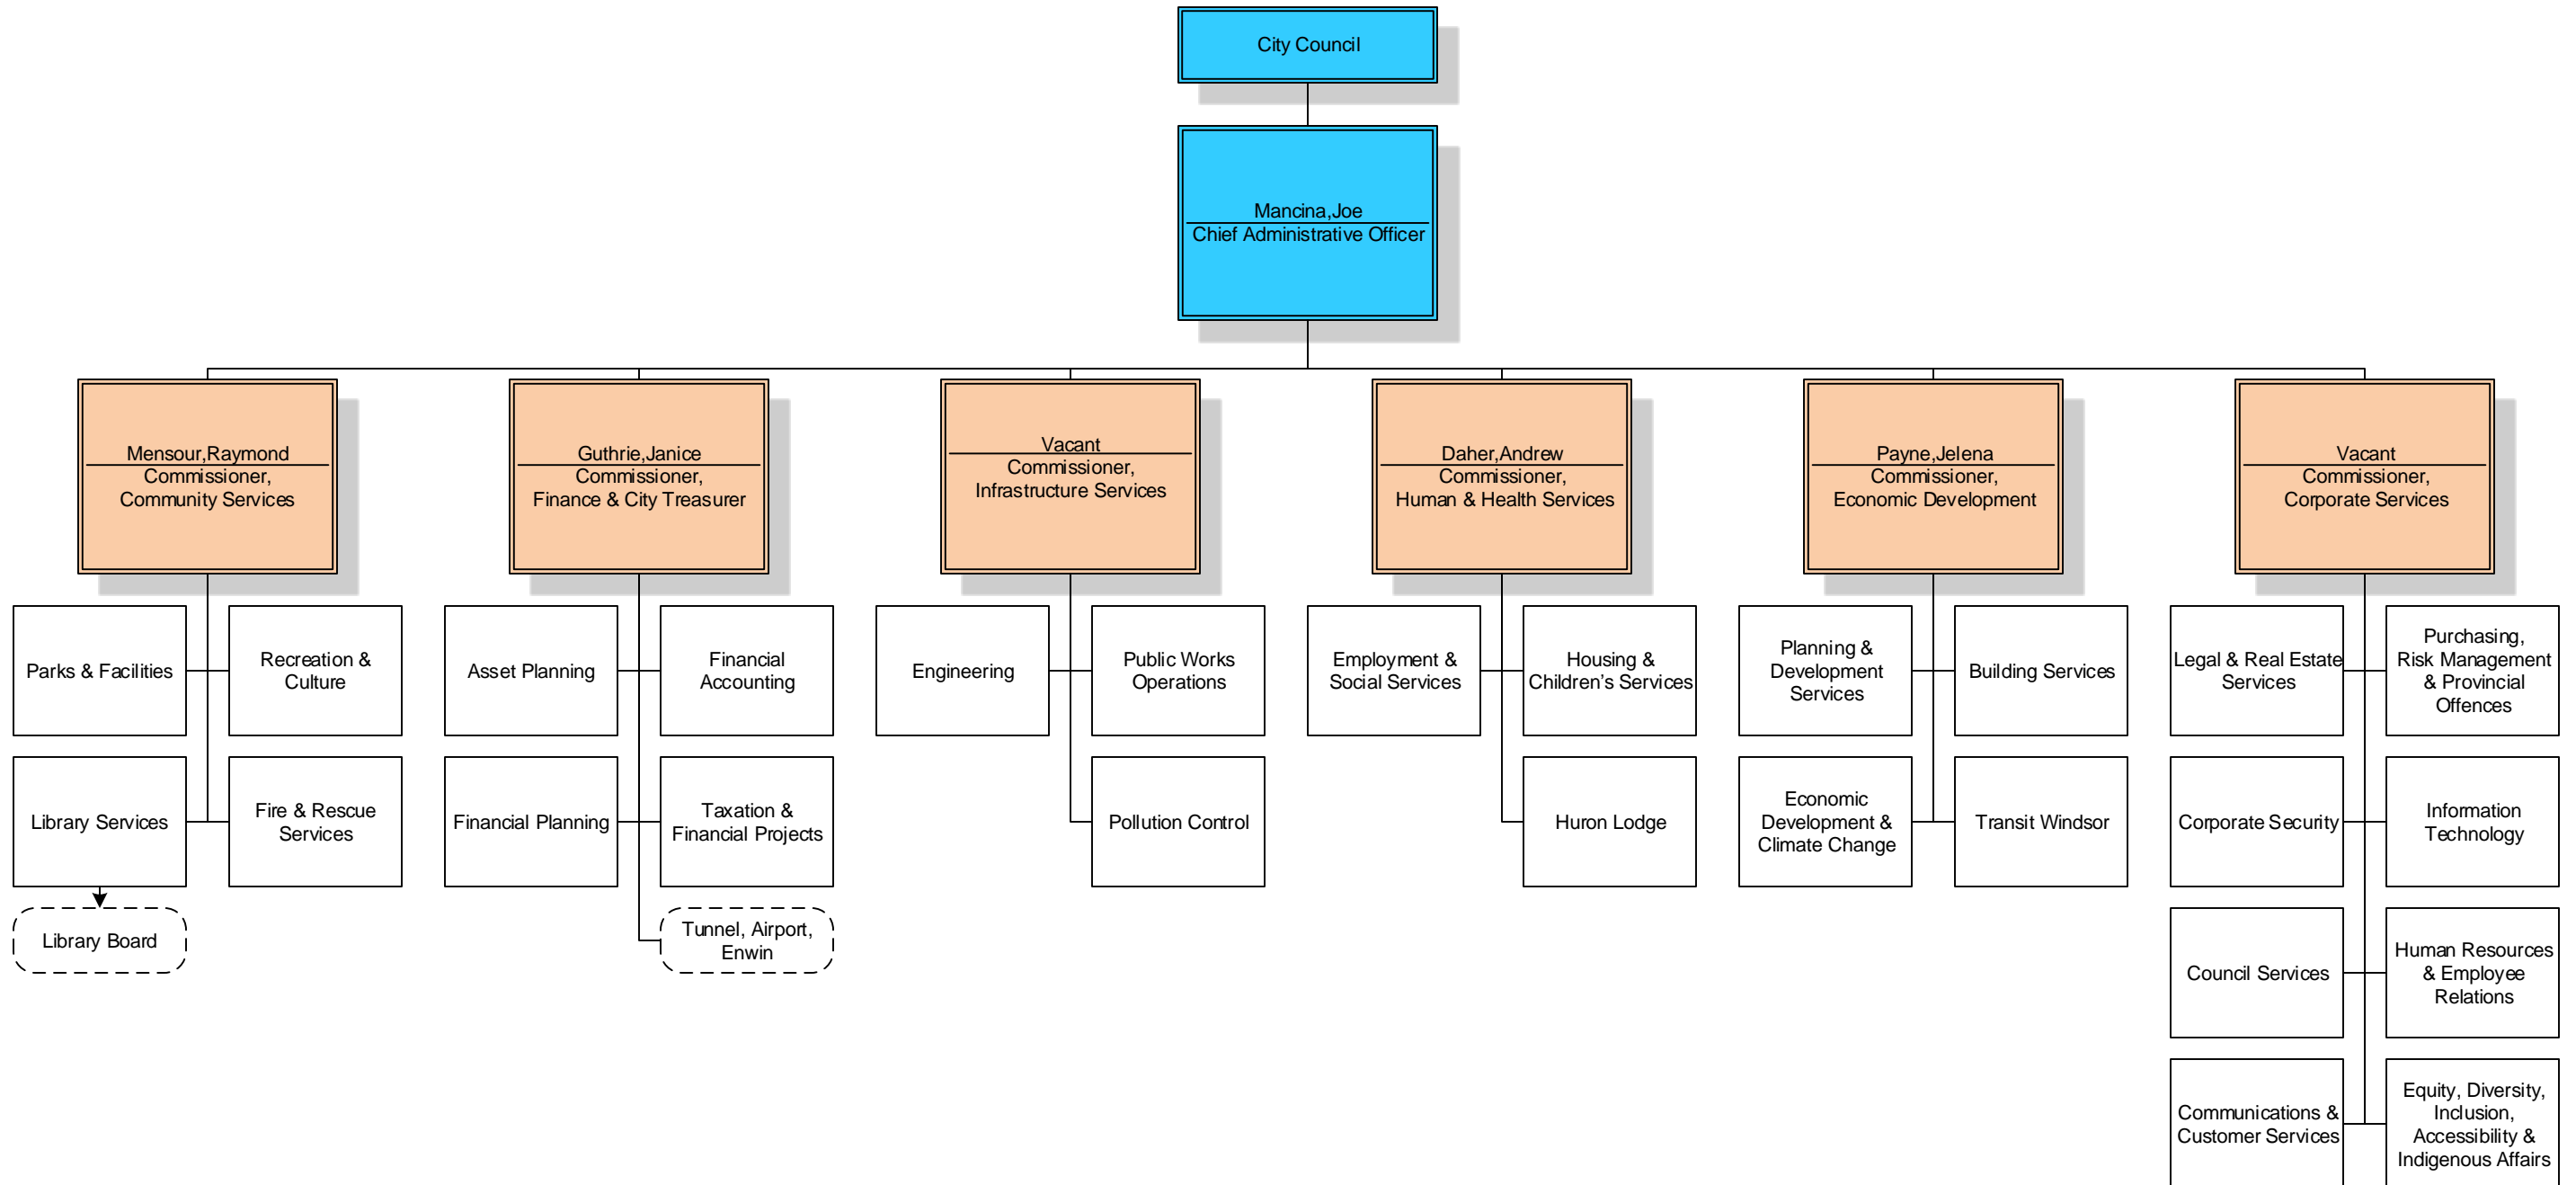 City Council
Mancina,Joe
Chief Administrative Officer
Mensour,Raymond
Commissioner,
Community Services
Guthrie,Janice
Commissioner,
Finance & City Treasurer
Vacant
Commissioner,
Infrastructure Services
Daher,Andrew
Commissioner,
Human & Health Services
Payne,Jelena
Commissioner,
Economic Development
Vacant
Commissioner,
Corporate Services
Parks & Facilities
Recreation &
Culture
Library Services
Fire & Rescue
Services
Library Board
Asset Planning
Financial
Accounting
Financial Planning
Taxation &
Financial Projects
Tunnel, Airport,
Enwin
Engineering
Public Works
Operations
Pollution Control
Employment &
Social Services
Housing &
Children’s Services
Huron Lodge
Planning &
Development
Services
Building Services
Economic
Development &
Climate Change
Transit Windsor
Legal & Real Estate
Services
Purchasing,
Risk Management
& Provincial
Offences
Corporate Security
Information
Technology
Council Services
Human Resources
& Employee
Relations
Communications &
Customer Services
Equity, Diversity,
Inclusion,
Accessibility &
Indigenous Affairs